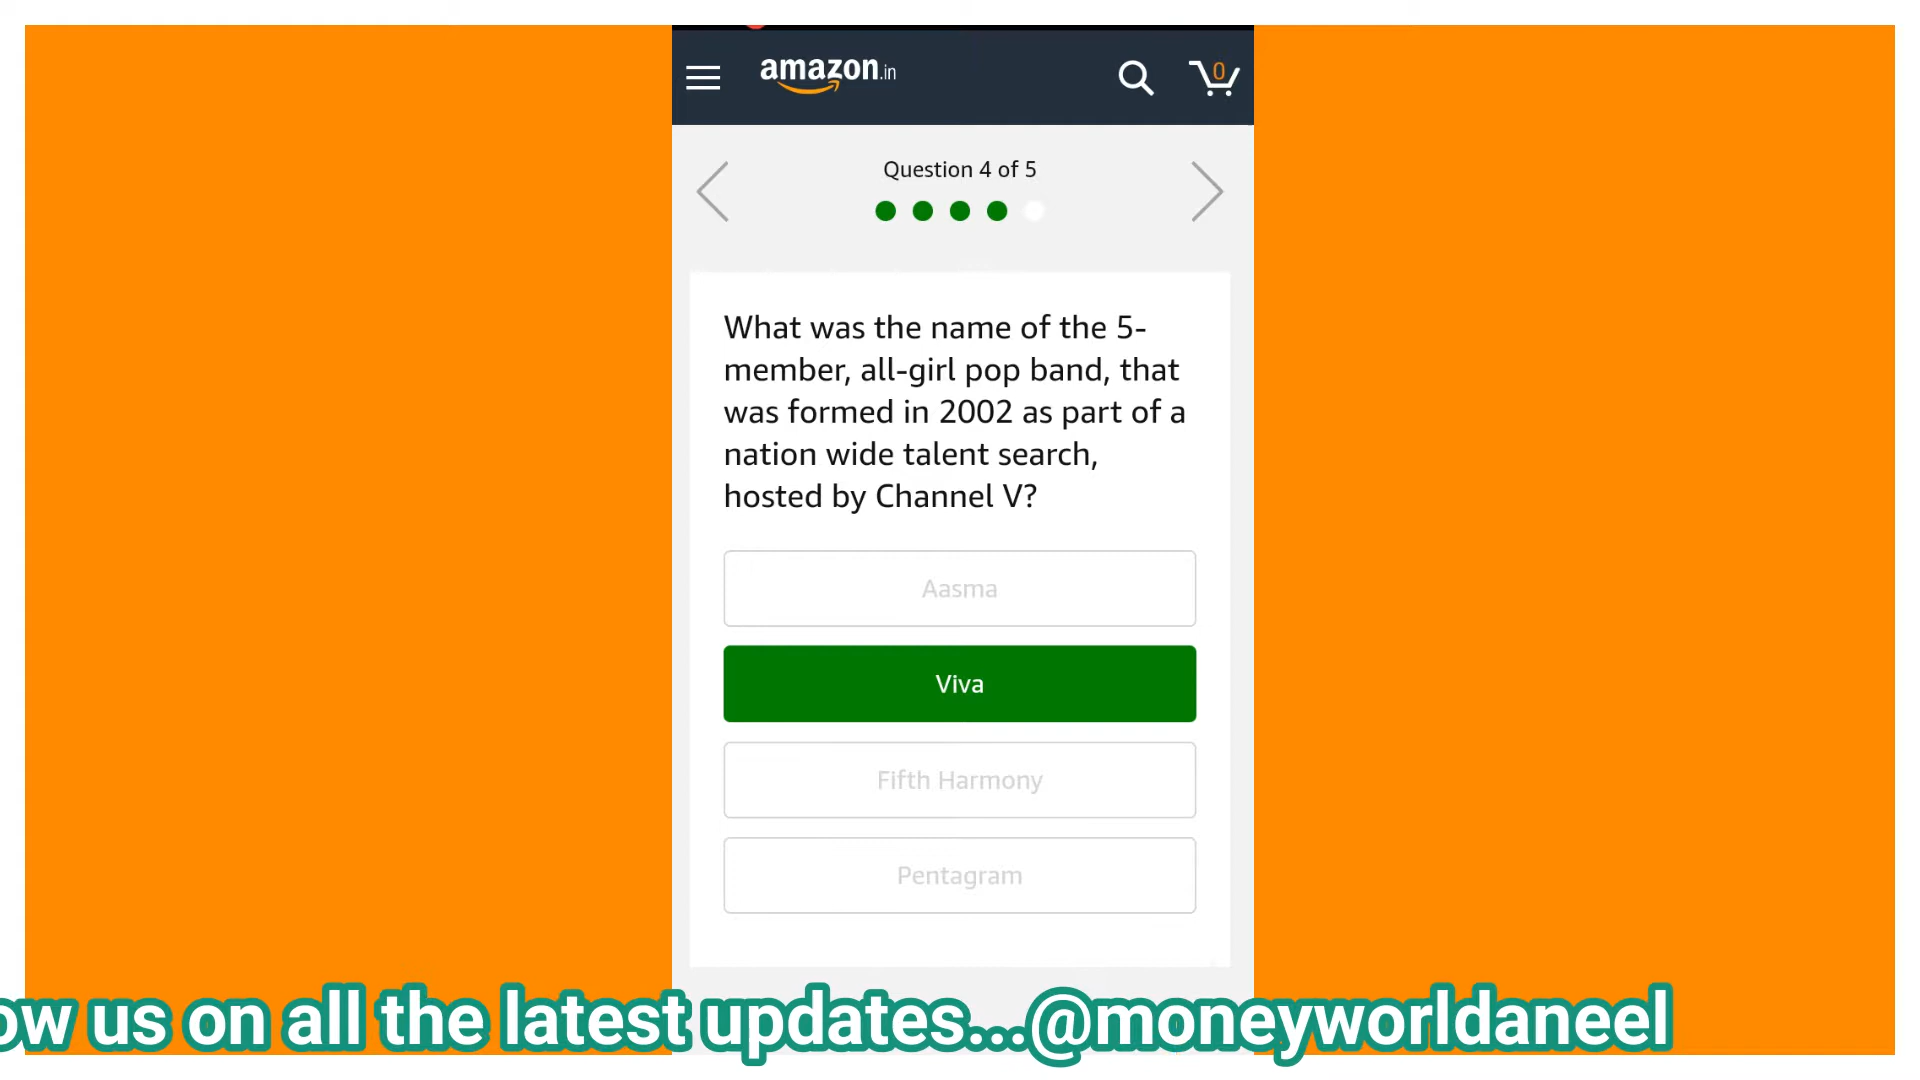 amazon.in
0
Question 4 of 5
What was the name of the 5-
member, all-girl pop band, that
was formed in 2002 as part of a
nation wide talent search,
hosted by Channel V?
Aasma
Viva
Fifth Harmony
Pentagram
ow us on all the latest updates...@moneyworldaneel